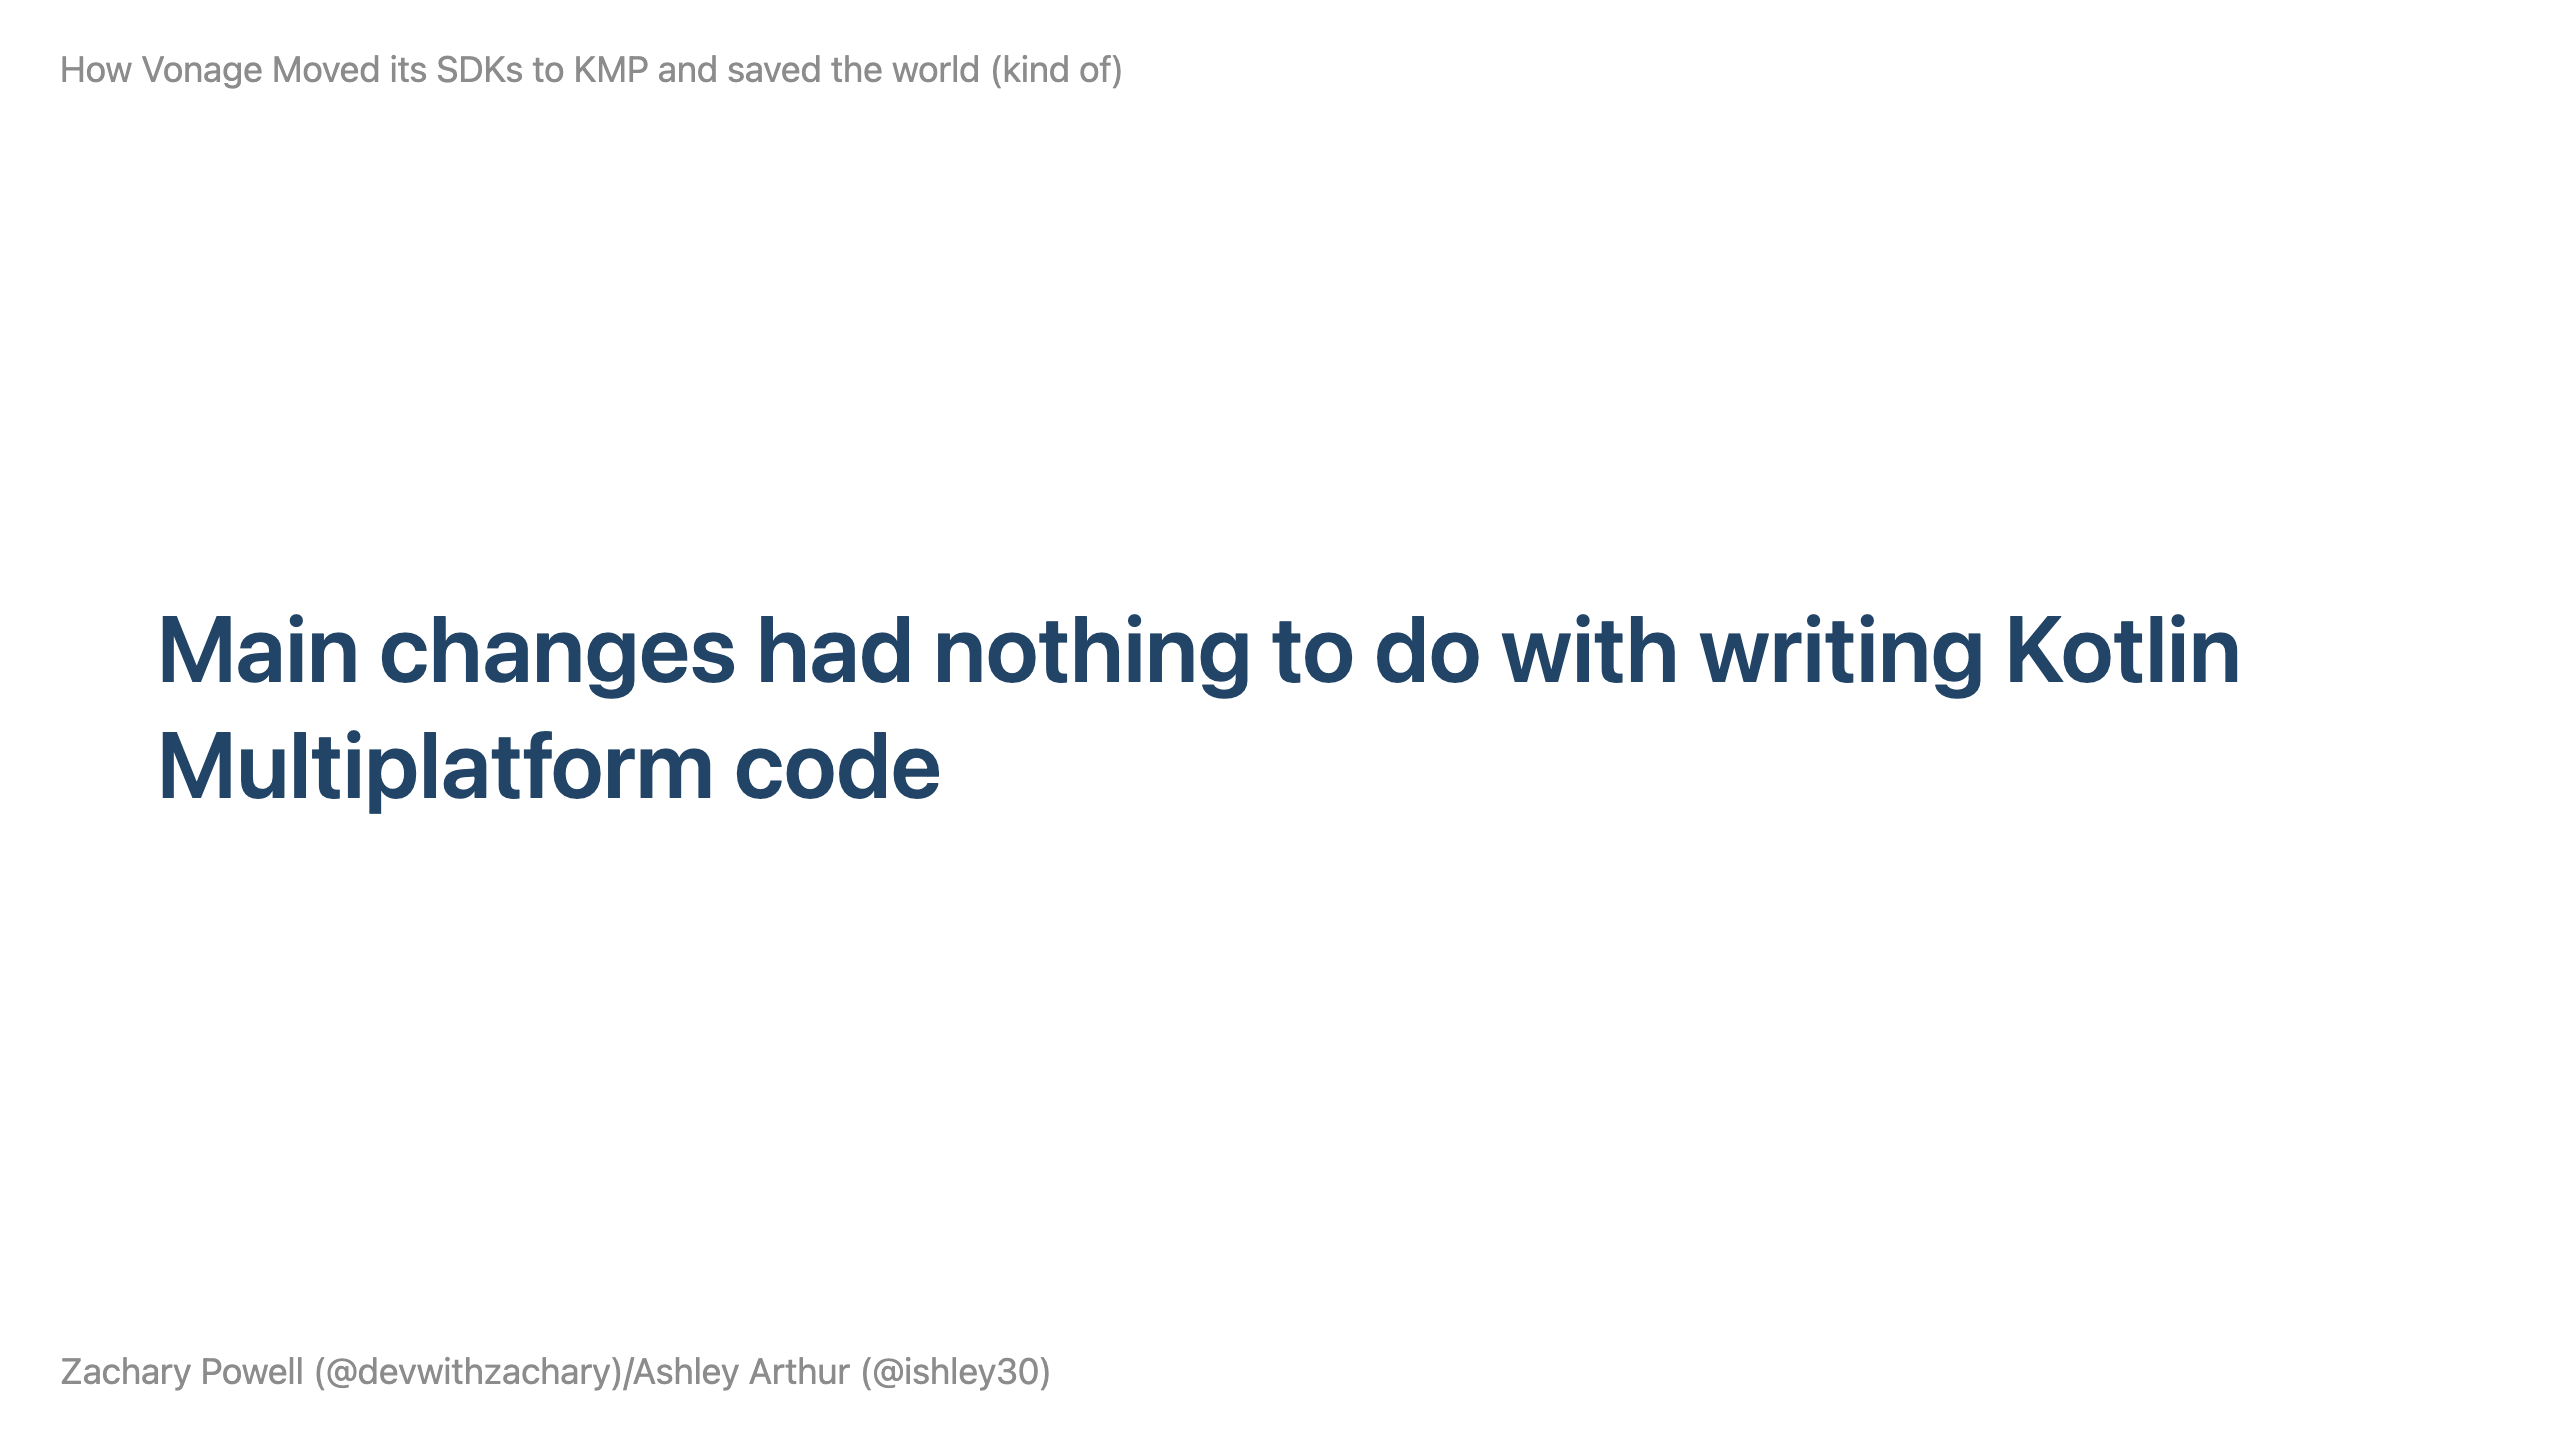 How Vonage Moved its SDKs to KMP and saved the world (kind of)
Main changes had nothing to do with writing Kotlin
Multiplatform code
Zachary Powell (@devwithzachary)/Ashley Arthur (@ishley30)